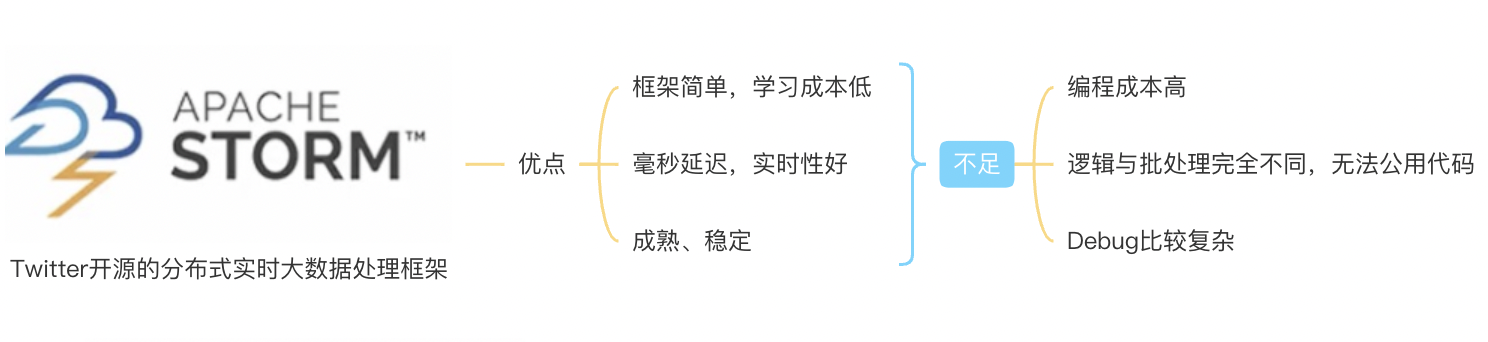 APACHE
STORM™
Twitter开源的分布式实时大数据处理框架
优点
框架简单，学习成本低
毫秒延迟，实时性好
成熟、稳定
不足
编程成本高
逻辑与批处理完全不同，无法公用代码
Debug比较复杂